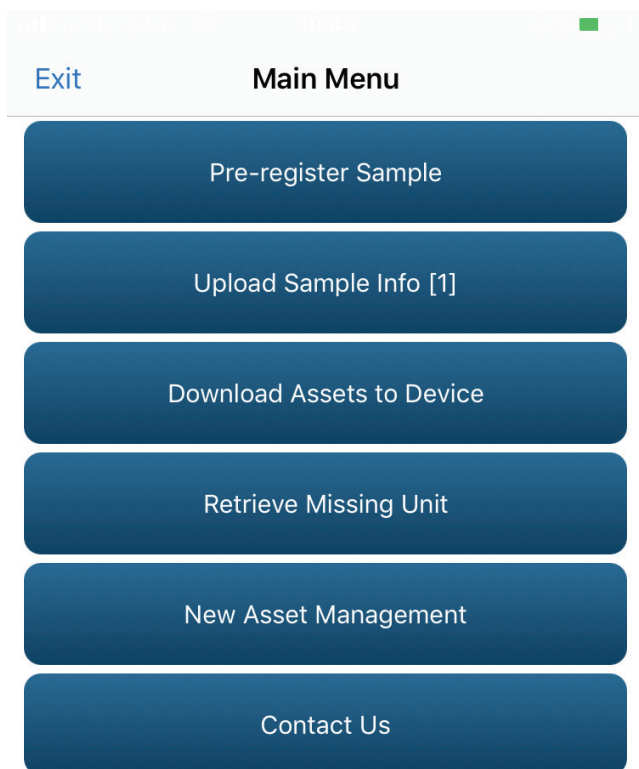 Exit
Main Menu
Pre-register Sample
Upload Sample Info [1]
Download Assets to Device
Retrieve Missing Unit
New Asset Management
Contact Us